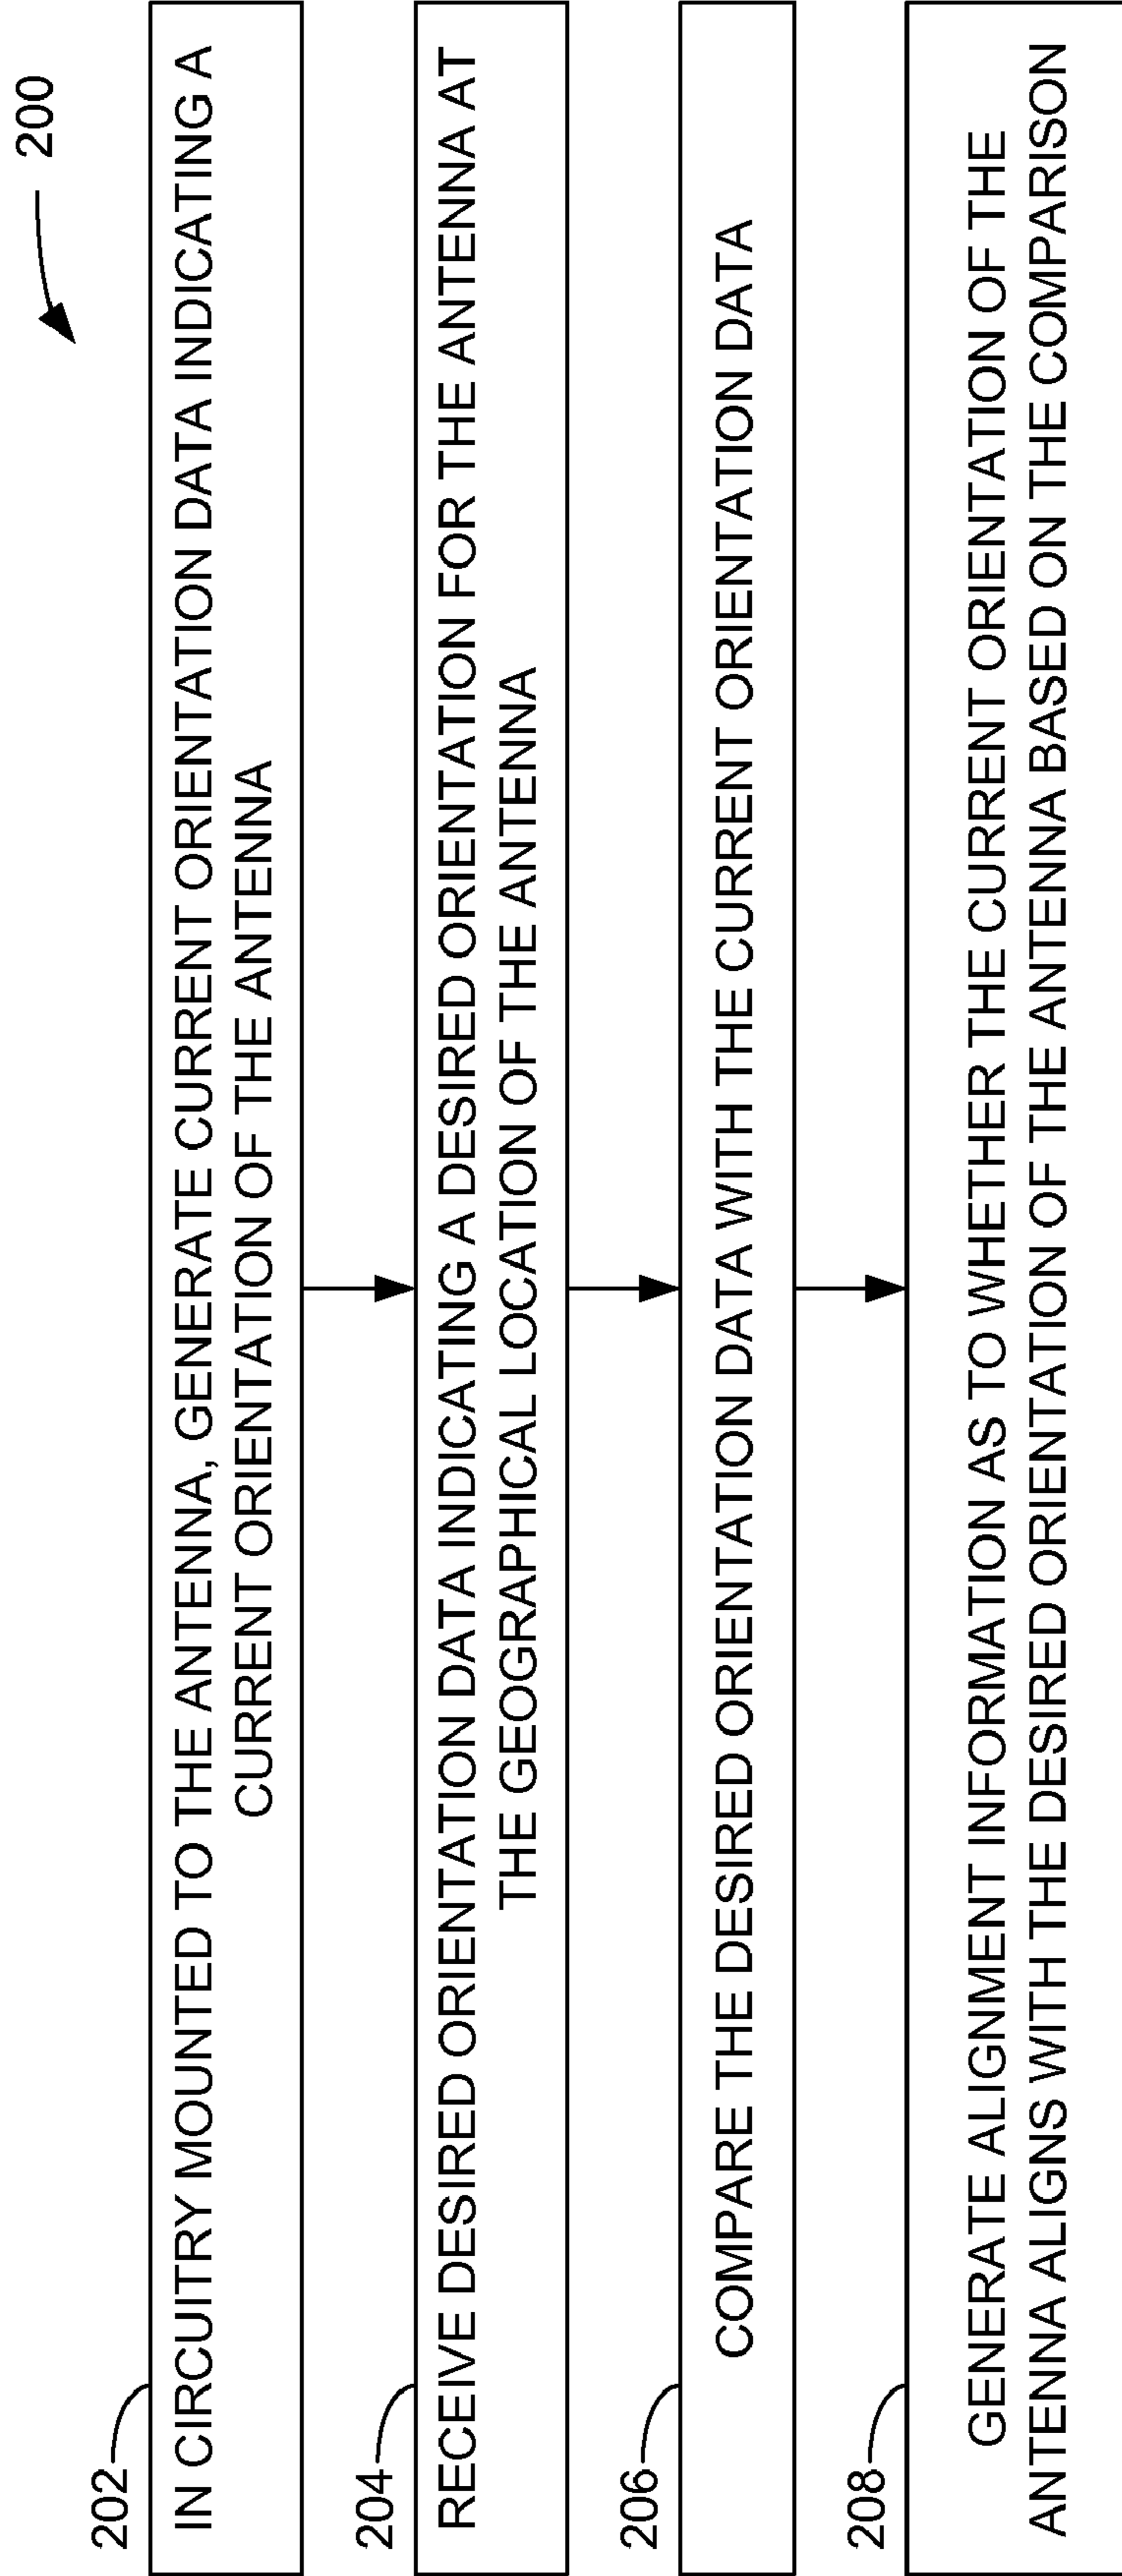 200
202
IN CIRCUITRY MOUNTED TO THE ANTENNA, GENERATE CURRENT ORIENTATION DATA INDICATING A
CURRENT ORIENTATION OF THE ANTENNA
204
RECEIVE DESIRED ORIENTATION DATA INDICATING A DESIRED ORIENTATION FOR THE ANTENNA AT
THE GEOGRAPHICAL LOCATION OF THE ANTENNA
206
COMPARE THE DESIRED ORIENTATION DATA WITH THE CURRENT ORIENTATION DATA
208
GENERATE ALIGNMENT INFORMATION AS TO WHETHER THE CURRENT ORIENTATION OF THE
ANTENNA ALIGNS WITH THE DESIRED ORIENTATION OF THE ANTENNA BASED ON THE COMPARISON